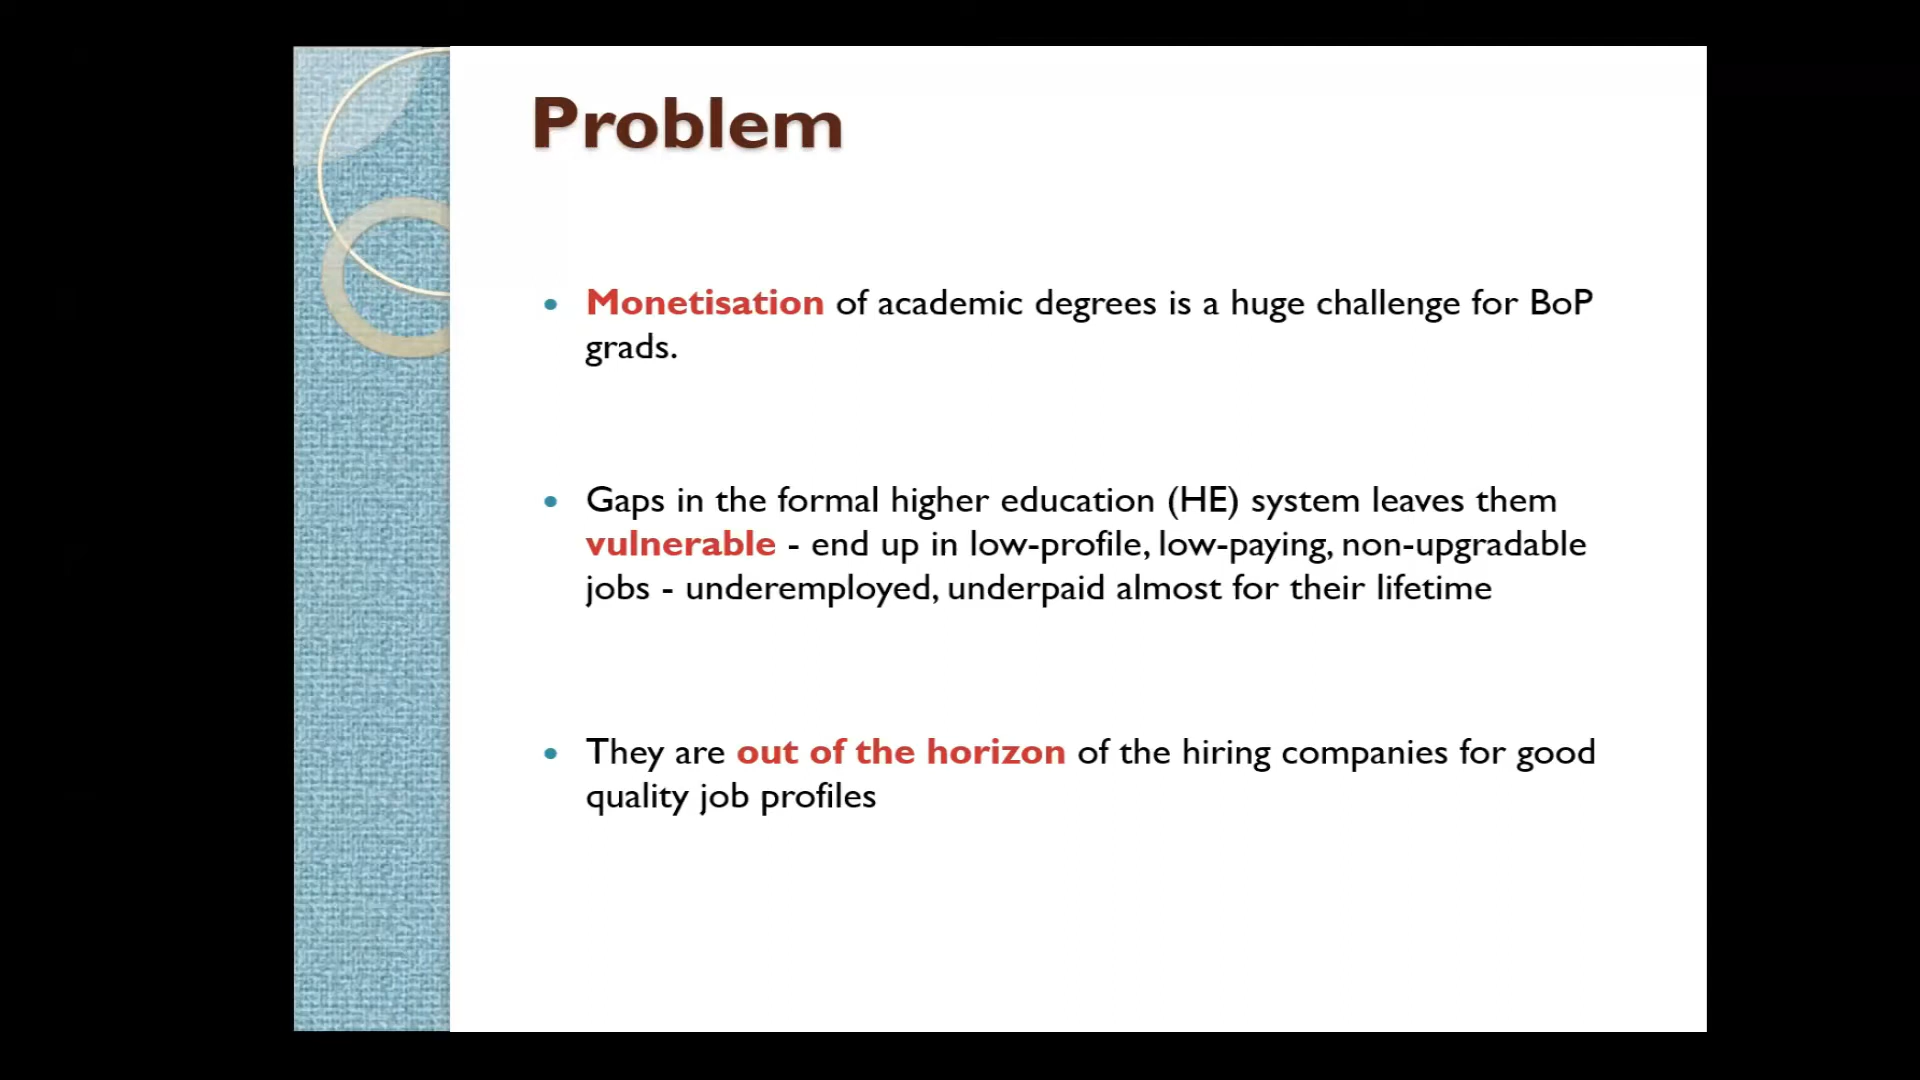 Problem
• Monetisation of academic degrees is a huge challenge for BoP
grads.
• Gaps in the formal higher education (HE) system leaves them
vulnerable - end up in low-profile, low-paying, non-upgradable
jobs - underemployed, underpaid almost for their lifetime
• They are out of the horizon of the hiring companies for good
quality job profiles